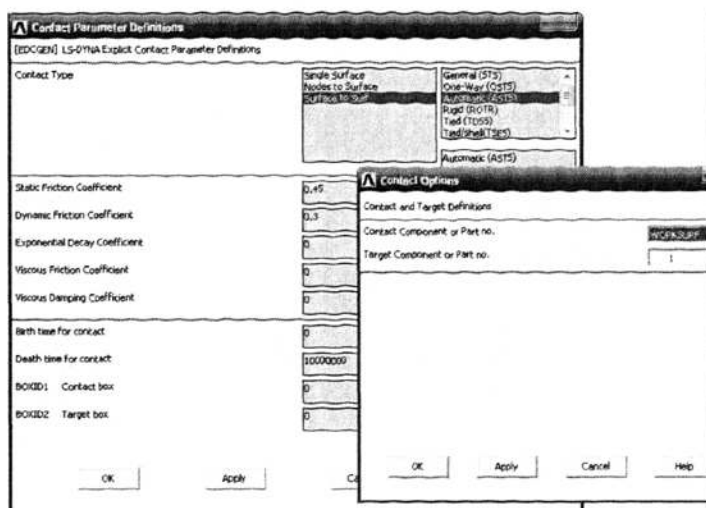 Contact Parameter Definitions
[EDCGEN] LS-DYNA Explicit Contact Parameter Definitions
Contact Type
Single Surface
Nodes to Surface
Surface to Surf
General (STS)
One-Way (OSTS)
Automatic (ASTS)
Rigid (ROTR)
Tied (TDSS)
Tied/shell(TSES)
Automatic (ASTS)
Static Friction Coefficient
0.45
Dynamic Friction Coefficient
0.3
Exponential Decay Coefficient
0
Viscous Friction Coefficient
0
Viscous Damping Coefficient
0
Birth time for contact
0
Death time for contact
10000000
BOXID1 Contact box
0
BOXID2 Target box
0
OK
Apply
Ca
Contact Options
Contact and Target Definitions
Contact Component or Part no.
WORKSURF
Target Component or Part no.
1
OK
Apply
Cancel
Help